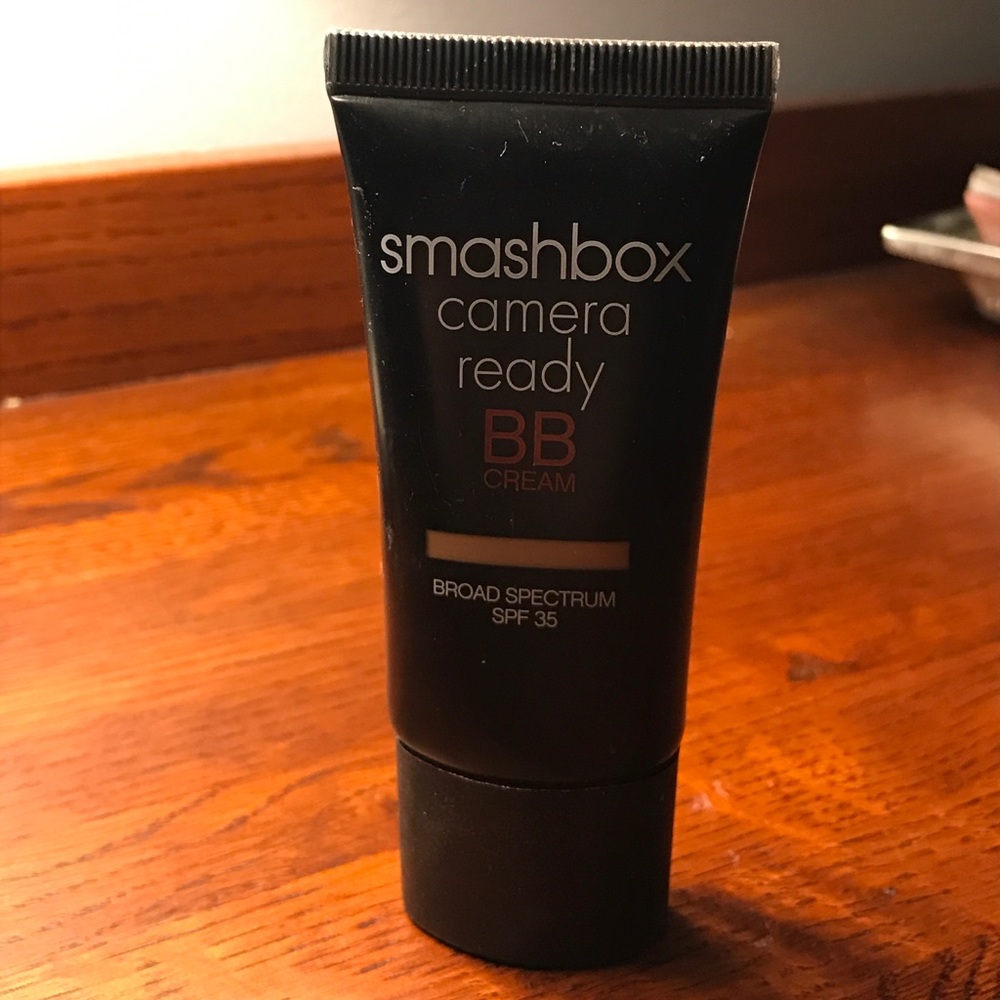 smashbox
camera
ready
BB
CREAM
BROAD SPECTRUM
SPF 35